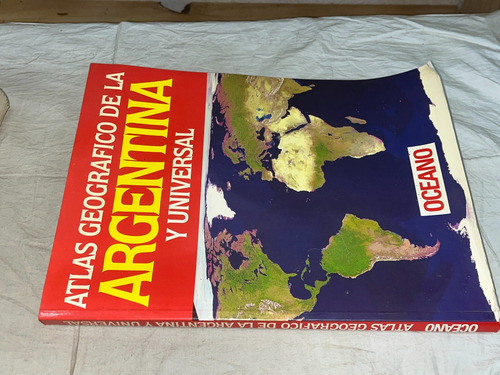 ATLAS GEOGRAFICO DE LA
ARGENTINA
Y UNIVERSAL
OCEANO
OCEANO ATLAS GEOGRAFICO DE LA ARGENTINA Y UNIVERSAL